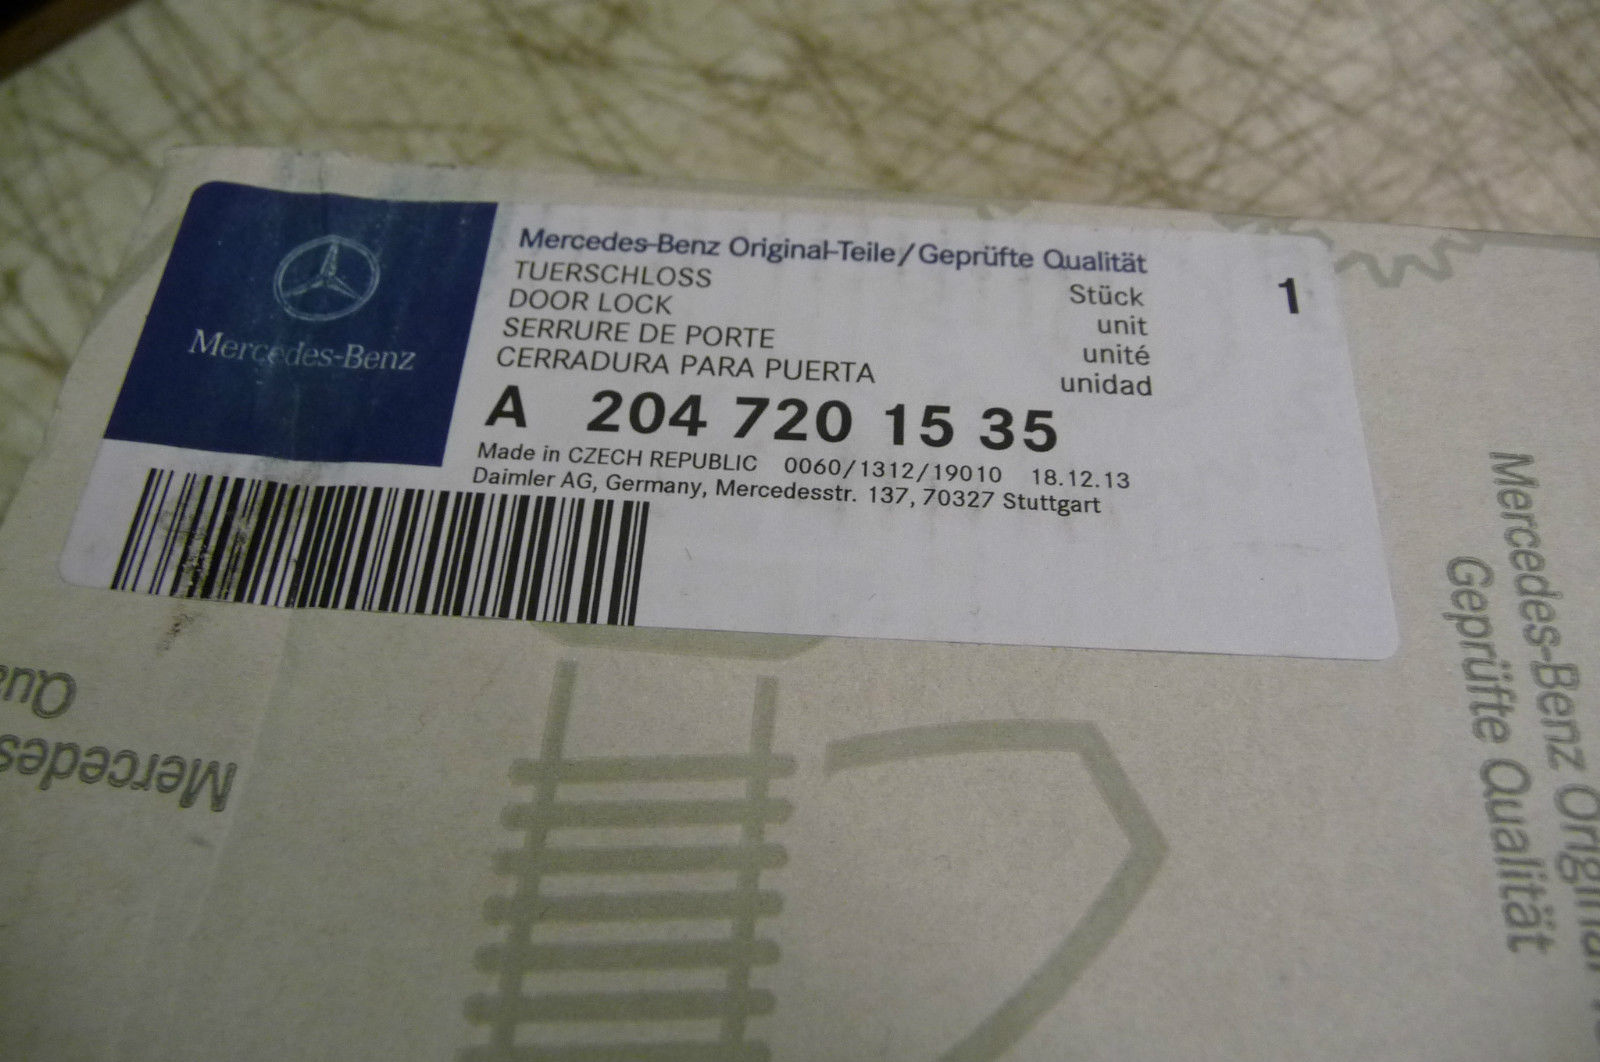 Mercedes-Benz
Mercedes-Benz Original-Teile/Geprüfte Qualität
TUERSCHLOSS
DOOR LOCK
SERRURE DE PORTE
CERRADURA PARA PUERTA
Stück
unit
unité
unidad
1
A 204 720 15 35
Made in CZECH REPUBLIC 0060/1312/19010 18.12.13
Daimler AG, Germany, Mercedesstr. 137, 70327 Stuttgart
Mercedes-Benz Original
Geprüfte Qualität
Mercedes